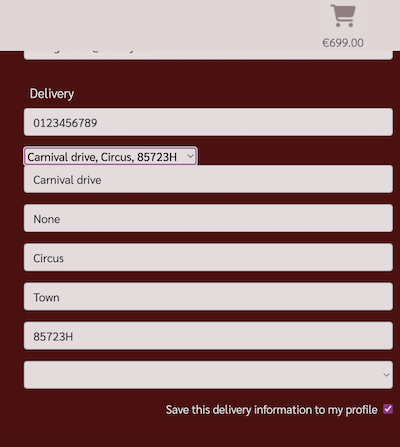 €699.00
Delivery
0123456789
Carnival drive, Circus, 85723H
Carnival drive
None
Circus
Town
85723H
Save this delivery information to my profile